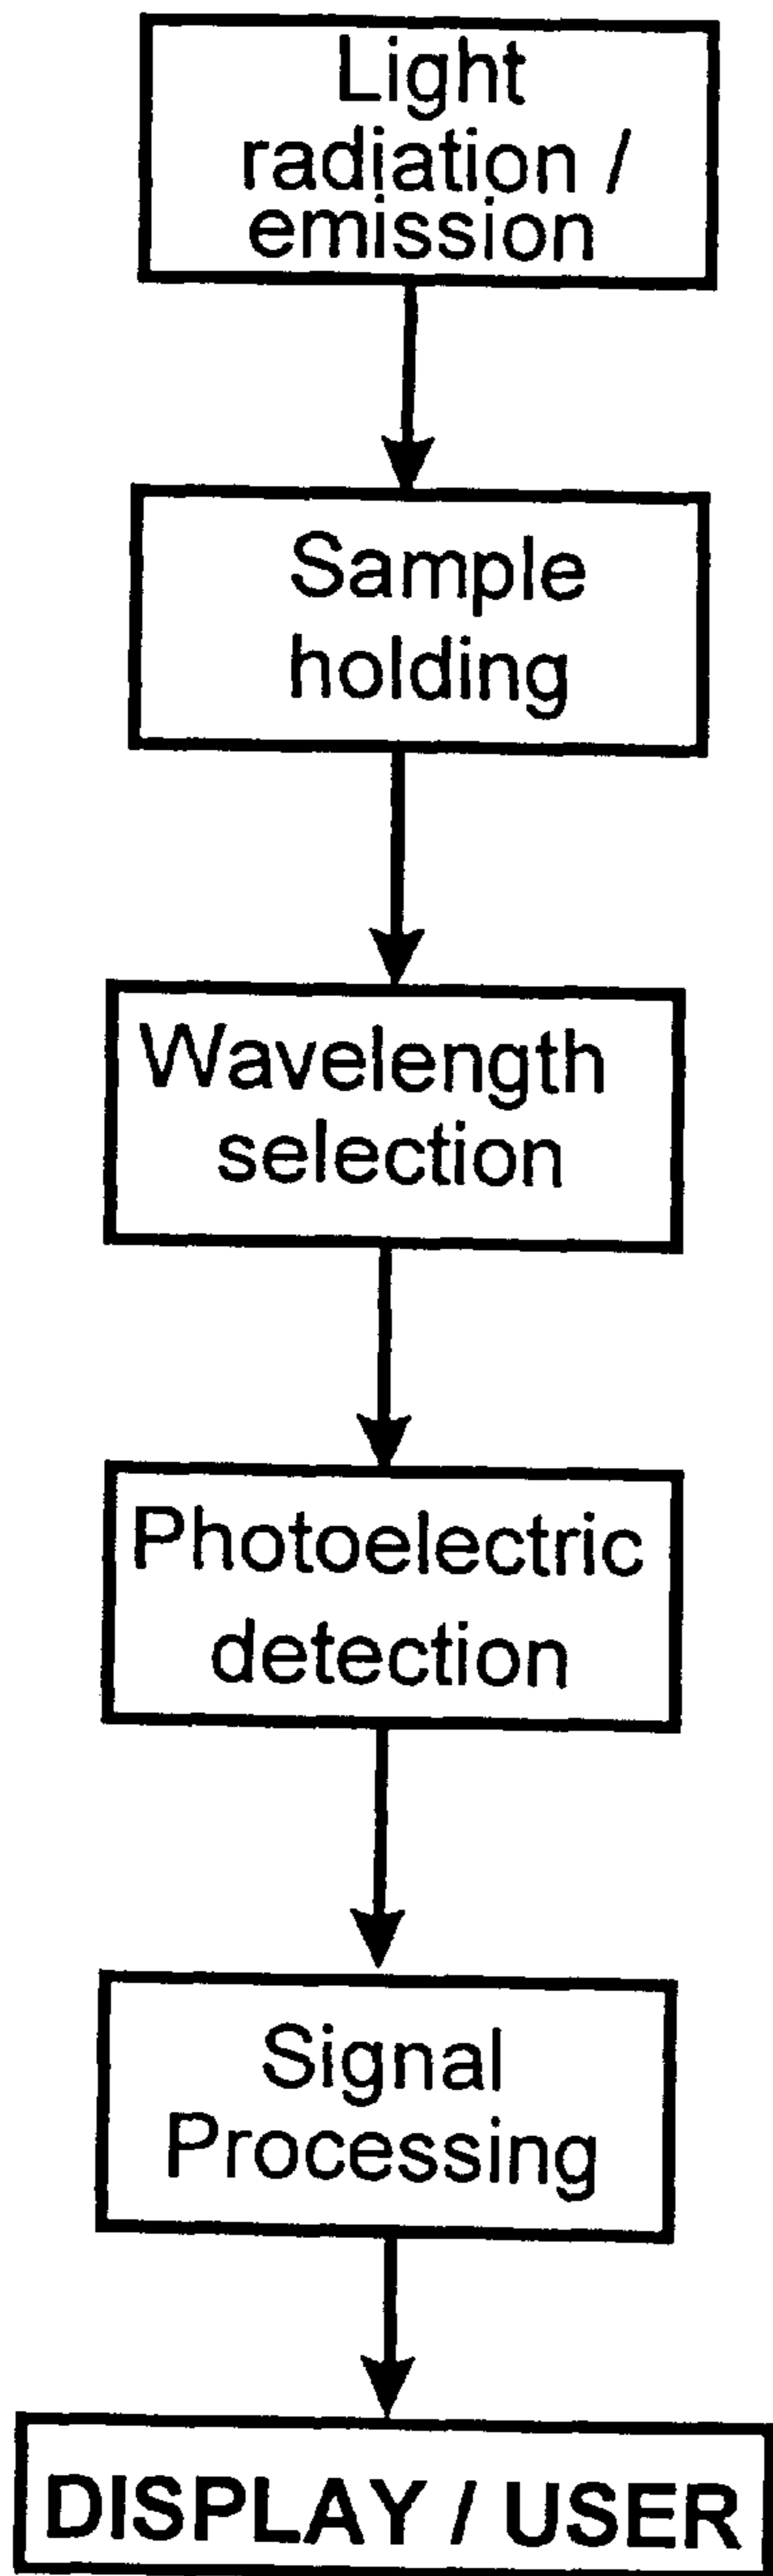 Light
radiation /
emission
Sample
holding
Wavelength
selection
Photoelectric
detection
Signal
Processing
DISPLAY / USER